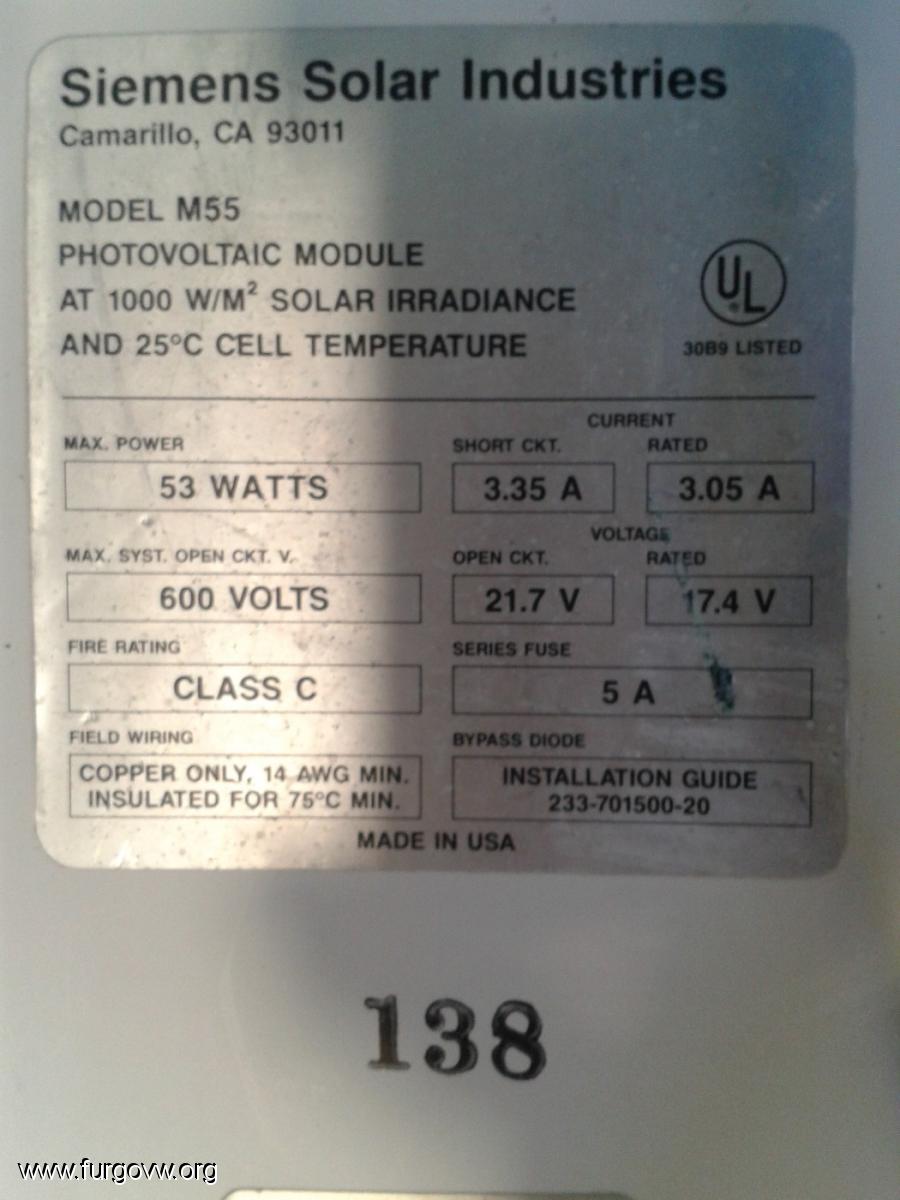 Siemens Solar Industries
Camarillo, CA 93011
MODEL M55
PHOTOVOLTAIC MODULE
AT 1000 W/M² SOLAR IRRADIANCE
AND 25°C CELL TEMPERATURE
UL
®
30B9 LISTED
CURRENT
MAX. POWER SHORT CKT. RATED
53 WATTS 3.35 A 3.05 A
VOLTAGE
MAX. SYST. OPEN CKT. V. OPEN CKT. RATED
600 VOLTS 21.7 V 17.4 V
FIRE RATING SERIES FUSE
CLASS C 5 A
FIELD WIRING BYPASS DIODE
COPPER ONLY, 14 AWG MIN. INSTALLATION GUIDE
INSULATED FOR 75°C MIN. 233-701500-20
MADE IN USA
138
www.furgovw.org